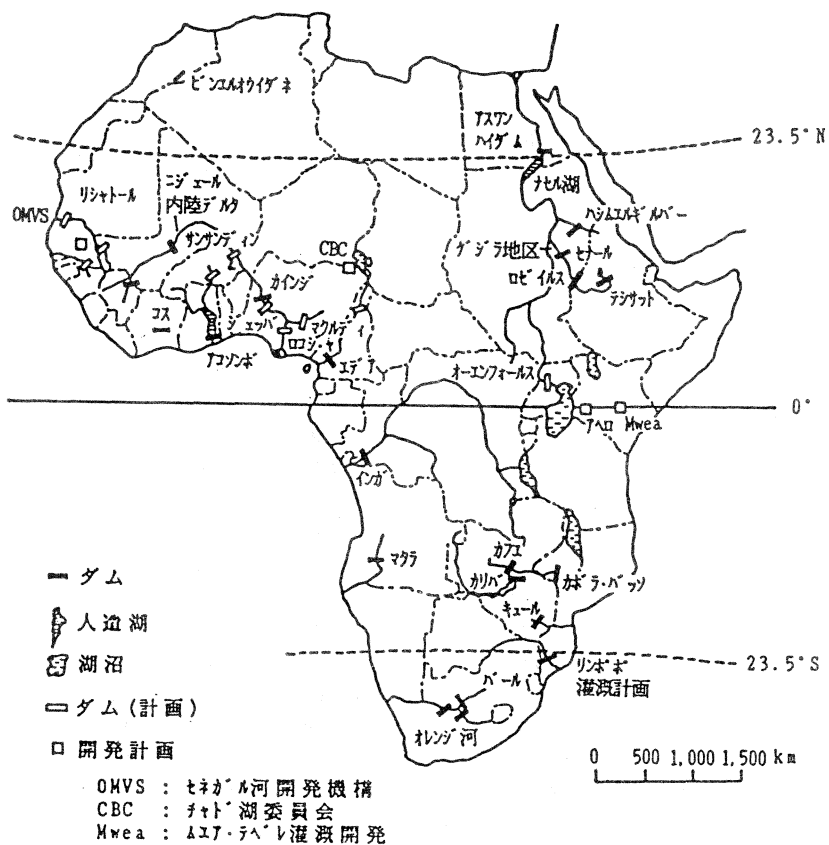 ビンエルオウイダネ
アスワン
ハイダム
23.5°N
ニジェール
内陸デルタ
リシャトール
ナセル湖
OMVS
サンサンディン
ハシムエルギルバー
CBC
ゲジラ地区
セナール
カインジ
ロゼイルス
テシサット
コス
ジェッバ
マクルディ
ロコジャ
アコソンボ
エデア
オーエンフォールス
0°
アヘロ Mwea
インガ
マタラ
カフエ
カリバ
カボラ・バッソ
キュール
23.5°S
リンポポ
灌漑計画
バール
オレンジ河
ダム
人造湖
湖沼
ダム(計画)
開発計画
0 500 1,000 1,500 km
OMVS : セネガル河開発機構
CBC : チャド湖委員会
Mwea : ムエア・テベレ灌漑開発